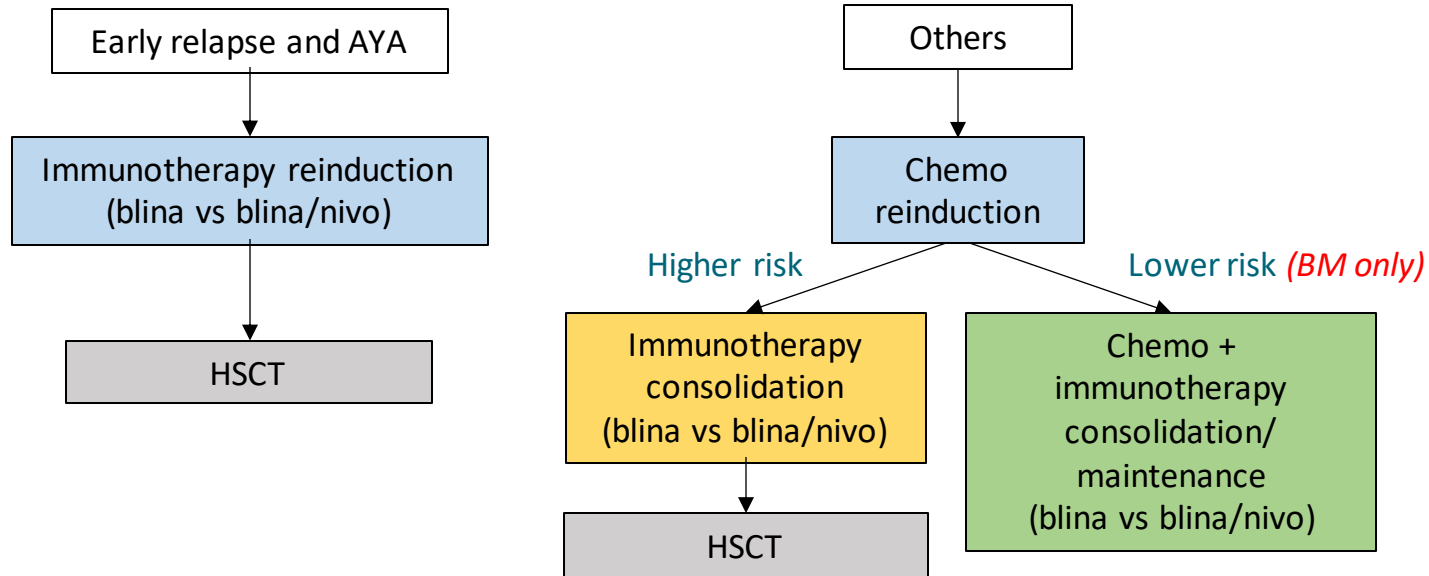 Early relapse and AYA
Immunotherapy reinduction
(blina vs blina/nivo)
HSCT
Others
Chemo
reinduction
Higher risk
Lower risk (BM only)
Immunotherapy
consolidation
(blina vs blina/nivo)
HSCT
Chemo +
immunotherapy
consolidation/
maintenance
(blina vs blina/nivo)